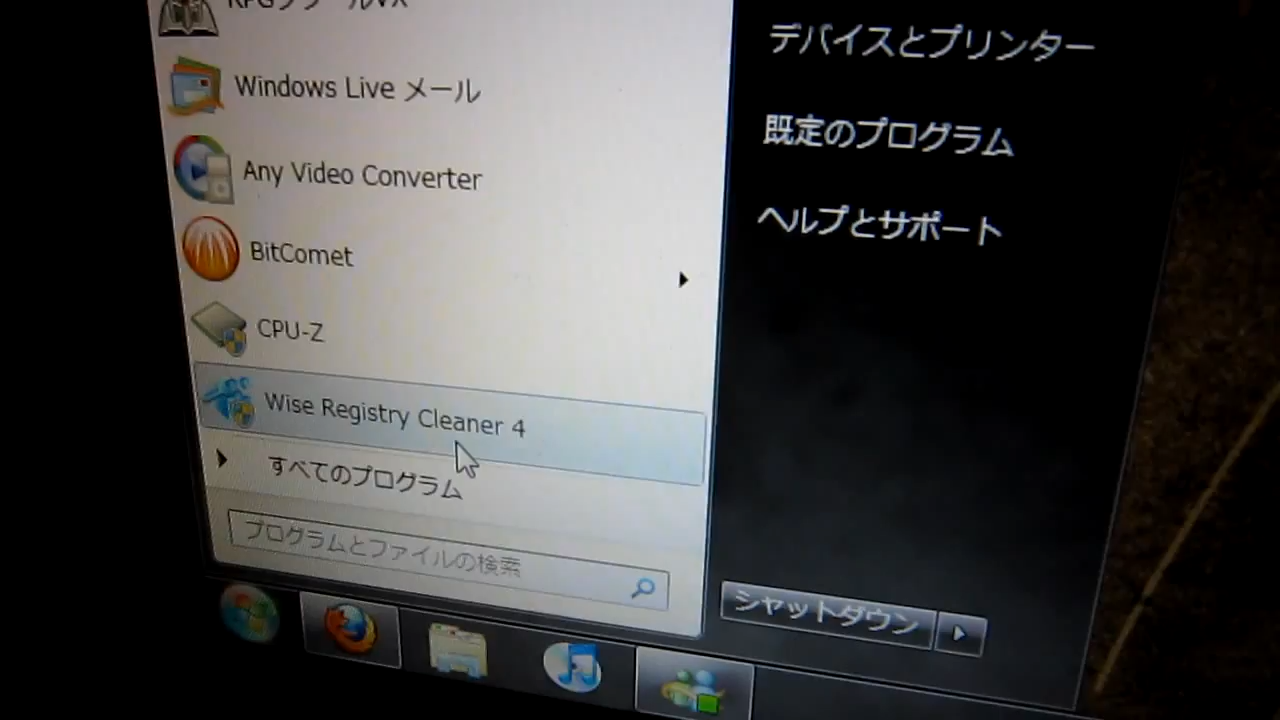 Windows Live メール
Any Video Converter
BitComet
CPU-Z
Wise Registry Cleaner 4
すべてのプログラム
プログラムとファイルの検索
デバイスとプリンター
既定のプログラム
ヘルプとサポート
シャットダウン